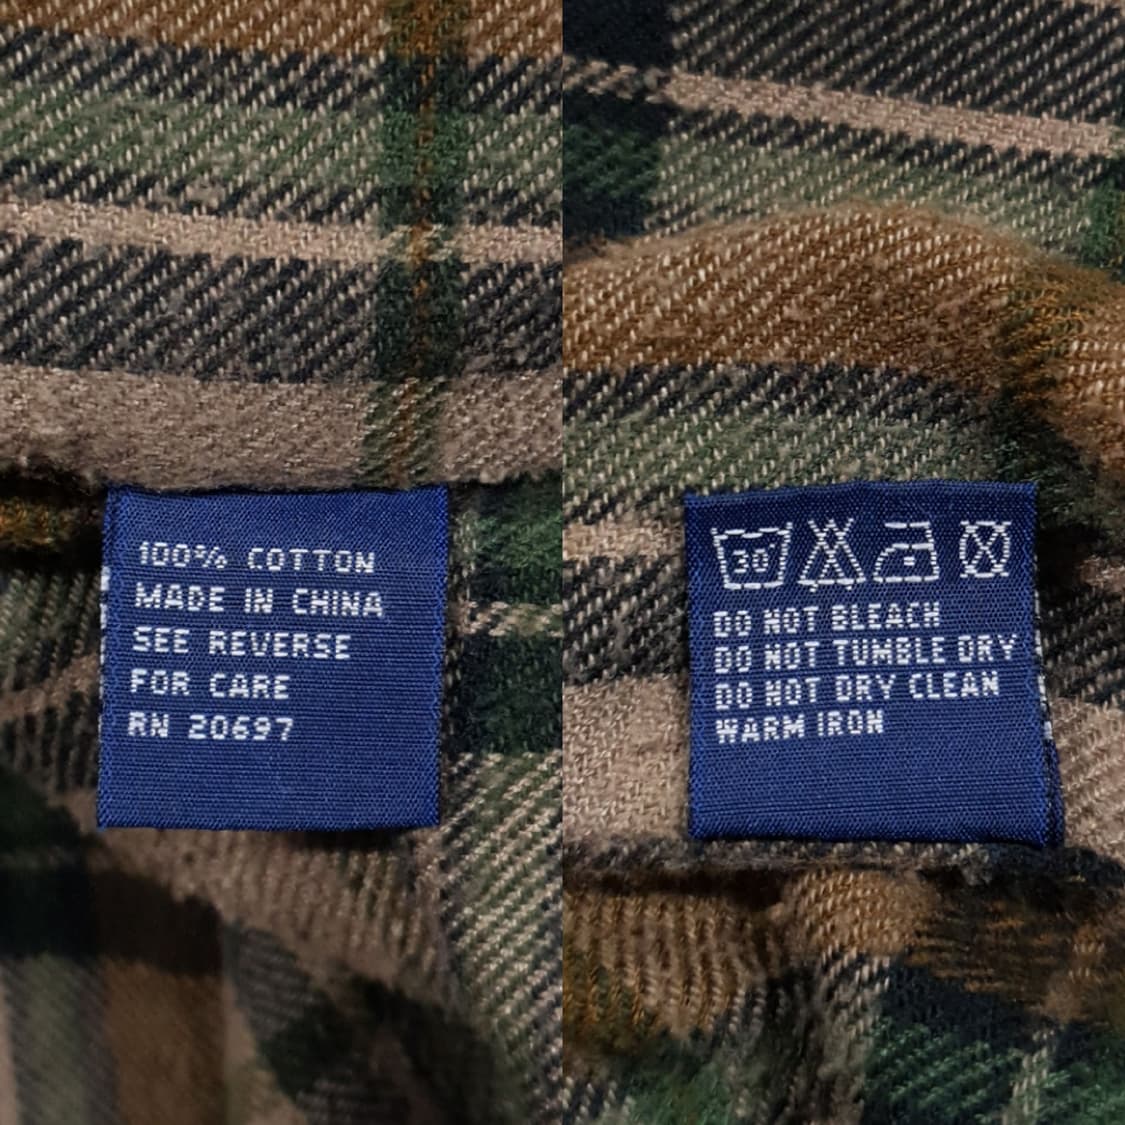 100% COTTON
MADE IN CHINA
SEE REVERSE
FOR CARE
RN 20697
30°
DO NOT BLEACH
DO NOT TUMBLE DRY
DO NOT DRY CLEAN
WARM IRON